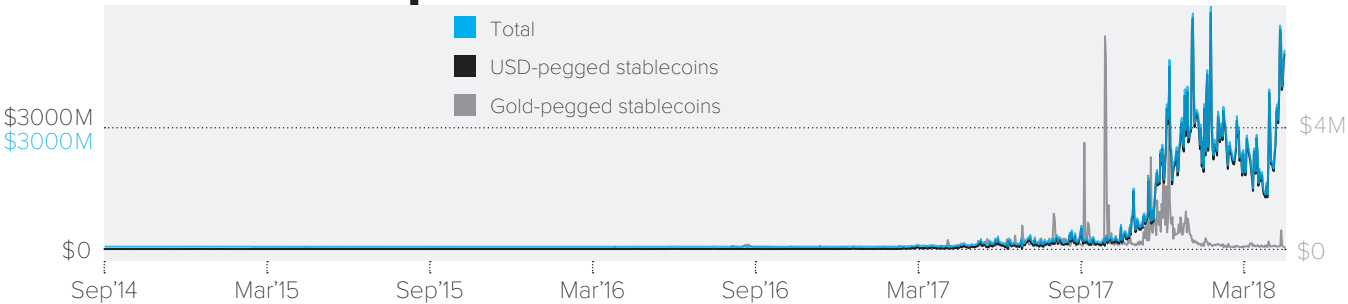 Total
USD-pegged stablecoins
Gold-pegged stablecoins
$3000M
$3000M
$4M
$0
$0
Sep'14 Mar'15 Sep'15 Mar'16 Sep'16 Mar'17 Sep'17 Mar'18